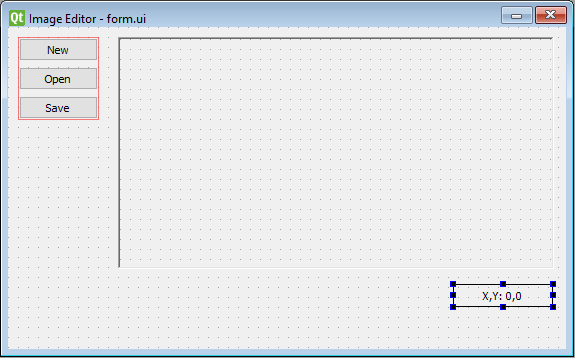 Qt Image Editor - form.ui
New
Open
Save
X,Y: 0,0